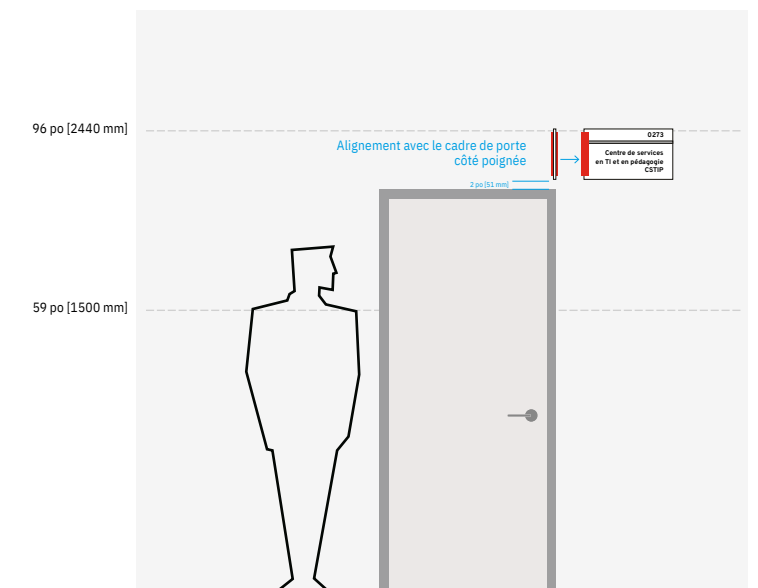 96 po [2440 mm]
0273
Alignement avec le cadre de porte
côté poignée
Centre de services
en TI et en pédagogie
CSTIP
2 po [51 mm]
59 po [1500 mm]